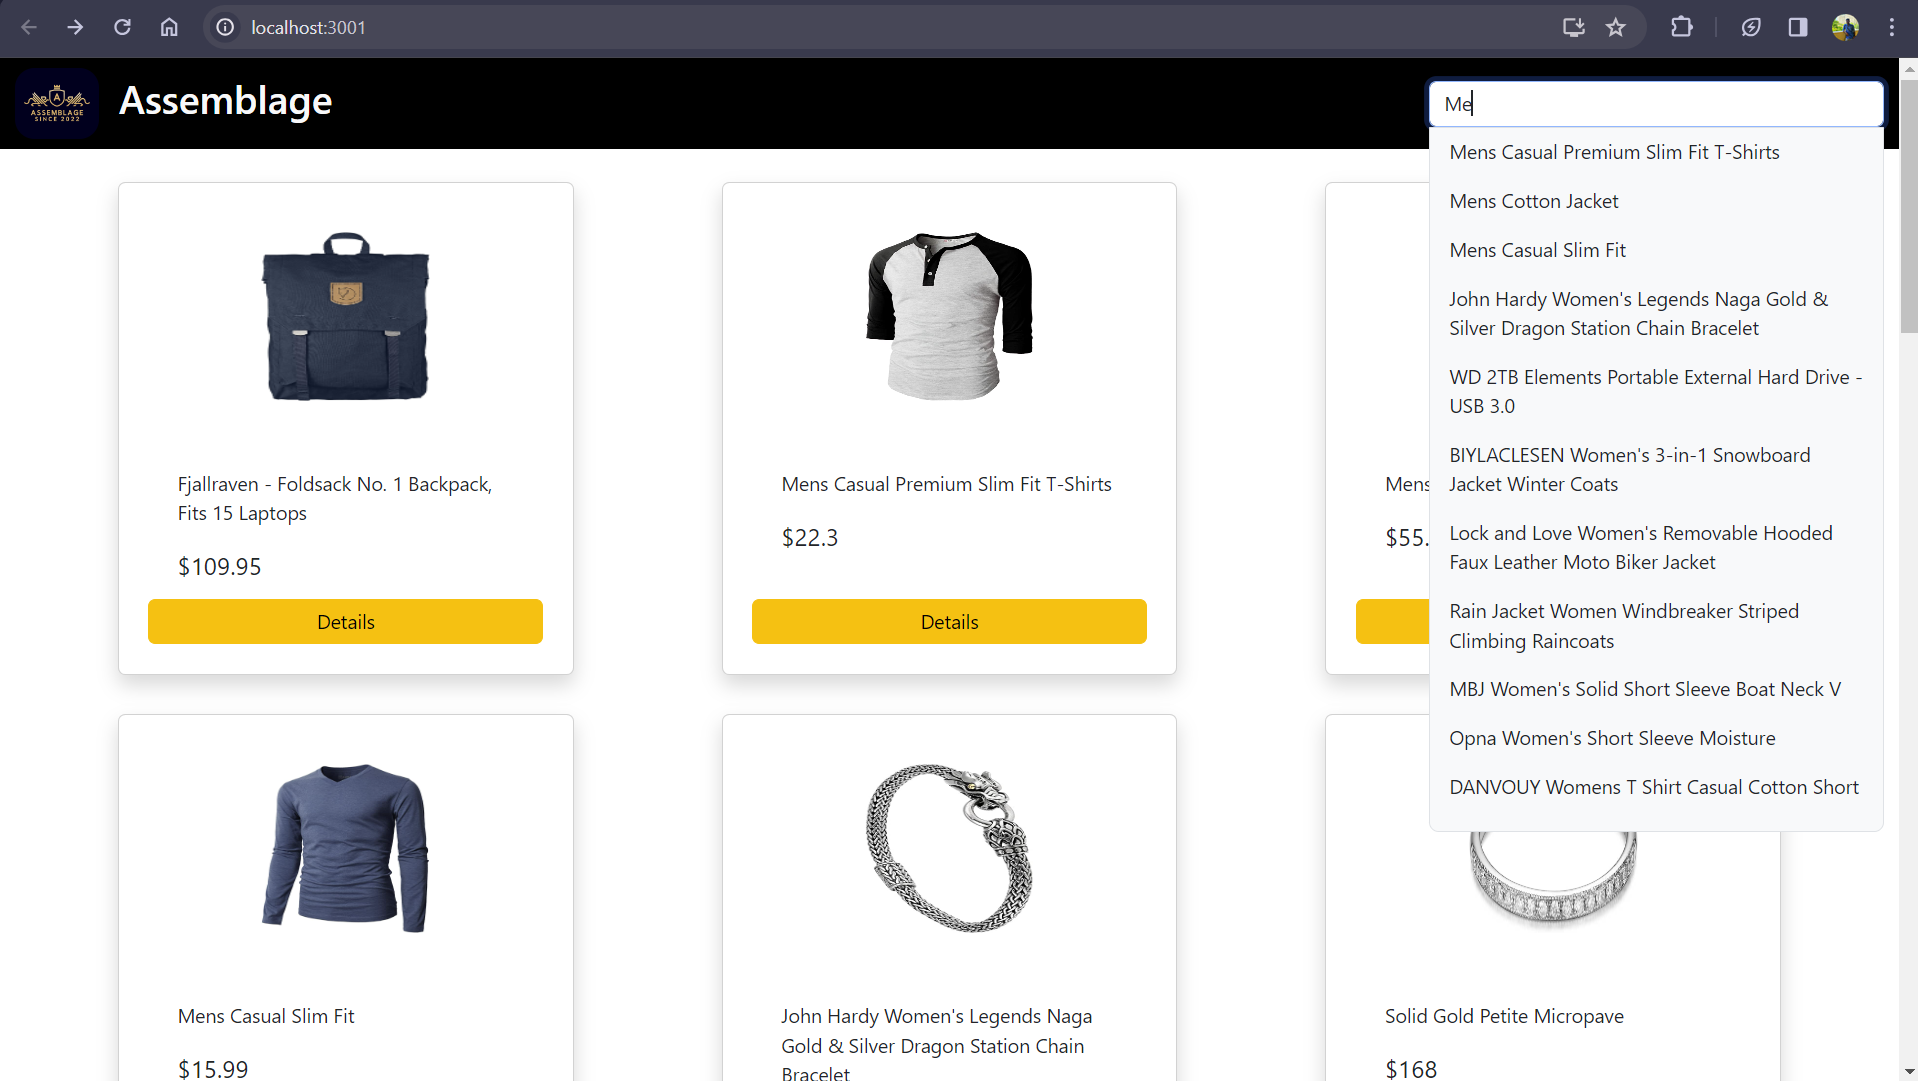 localhost:3001
A
ASSEMBLAGE
SINCE 2022
Assemblage
Me
Mens Casual Premium Slim Fit T-Shirts
Mens Cotton Jacket
Mens Casual Slim Fit
John Hardy Women's Legends Naga Gold &
Silver Dragon Station Chain Bracelet
WD 2TB Elements Portable External Hard Drive -
USB 3.0
BIYLACLESEN Women's 3-in-1 Snowboard
Jacket Winter Coats
Lock and Love Women's Removable Hooded
Faux Leather Moto Biker Jacket
Rain Jacket Women Windbreaker Striped
Climbing Raincoats
MBJ Women's Solid Short Sleeve Boat Neck V
Opna Women's Short Sleeve Moisture
DANVOUY Womens T Shirt Casual Cotton Short
Fjallraven - Foldsack No. 1 Backpack,
Fits 15 Laptops
$109.95
Details
Mens Casual Premium Slim Fit T-Shirts
$22.3
Details
Mens
$55.
Mens Casual Slim Fit
$15.99
John Hardy Women's Legends Naga
Gold & Silver Dragon Station Chain
Bracelet
Solid Gold Petite Micropave
$168